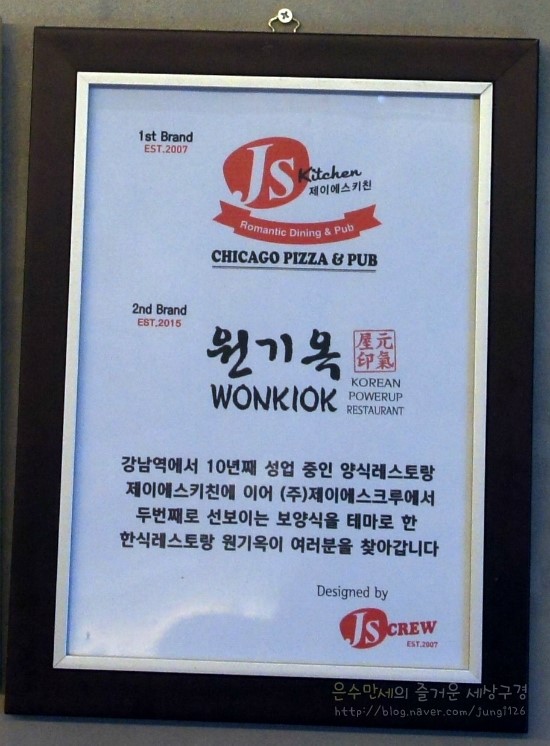 1st Brand
EST.2007
JS Kitchen
제이에스키친
Romantic Dining & Pub
CHICAGO PIZZA & PUB
2nd Brand
EST.2015
원기옥
元氣屋印
WONKIOK
KOREAN
POWERUP
RESTAURANT
강남역에서 10년째 성업 중인 양식레스토랑
제이에스키친에 이어 (주)제이에스크루에서
두번째로 선보이는 보양식을 테마로 한
한식레스토랑 원기옥이 여러분을 찾아갑니다
Designed by
JS CREW
EST.2007
은수만세의 즐거운 세상구경
http://blog.naver.com/jungi126